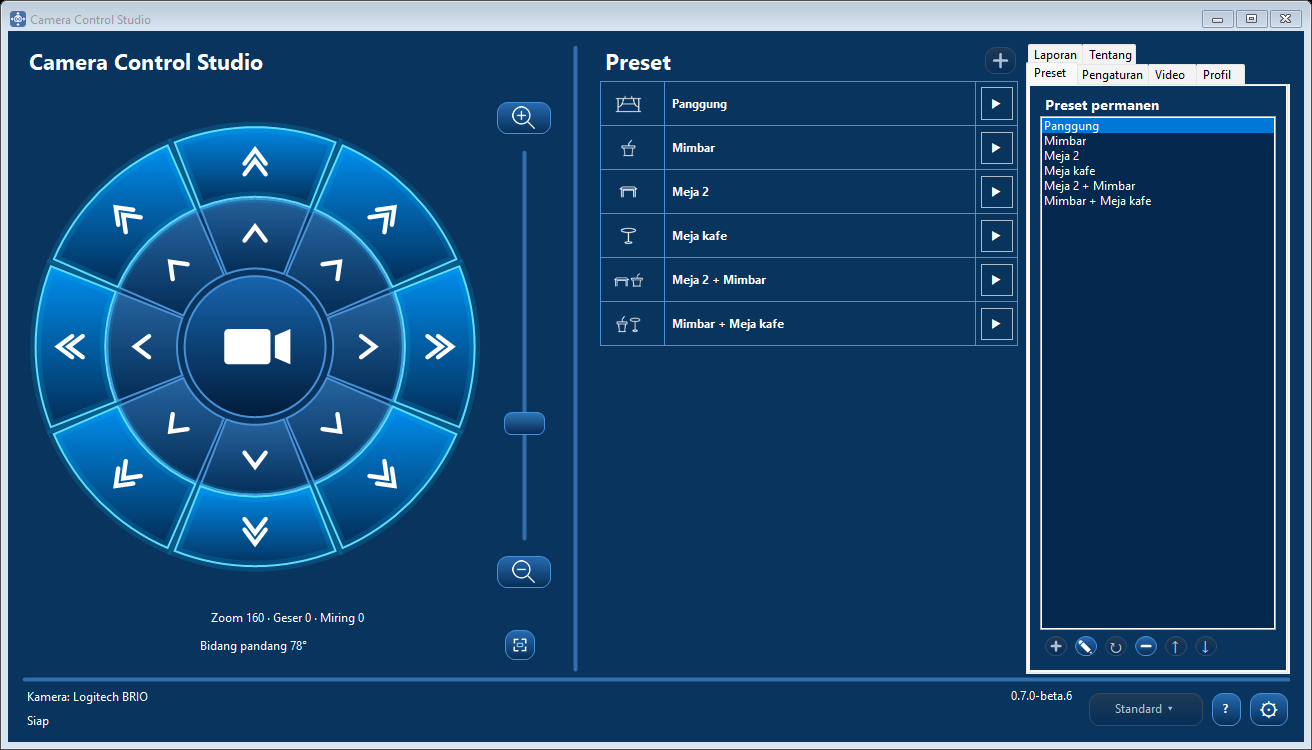 Camera Control Studio
Camera Control Studio
Zoom 160 · Geser 0 · Miring 0
Bidang pandang 78°
Preset
Panggung
Mimbar
Meja 2
Meja kafe
Meja 2 + Mimbar
Mimbar + Meja kafe
Laporan Tentang
Preset Pengaturan Video Profil
Preset permanen
Panggung
Mimbar
Meja 2
Meja kafe
Meja 2 + Mimbar
Mimbar + Meja kafe
Kamera: Logitech BRIO
Siap
0.7.0-beta.6
Standard
?